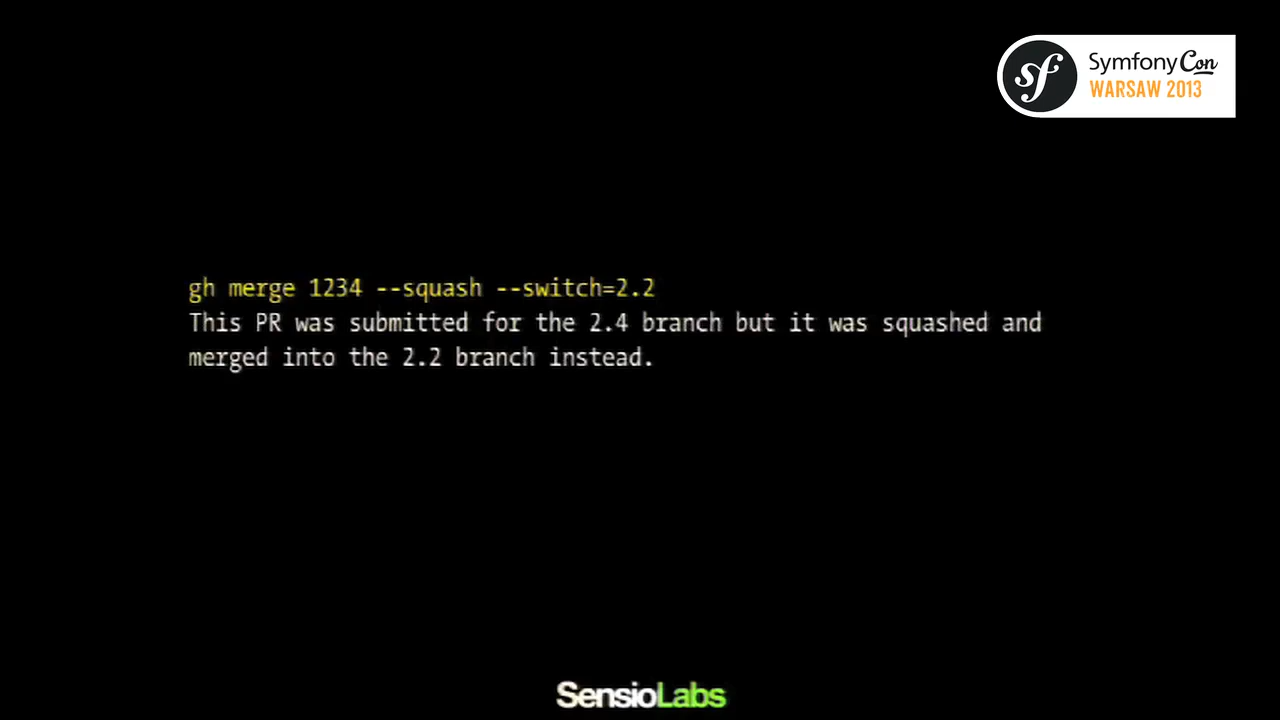 sf SymfonyCon
WARSAW 2013
gh merge 1234 --squash --switch=2.2
This PR was submitted for the 2.4 branch but it was squashed and
merged into the 2.2 branch instead.
SensioLabs